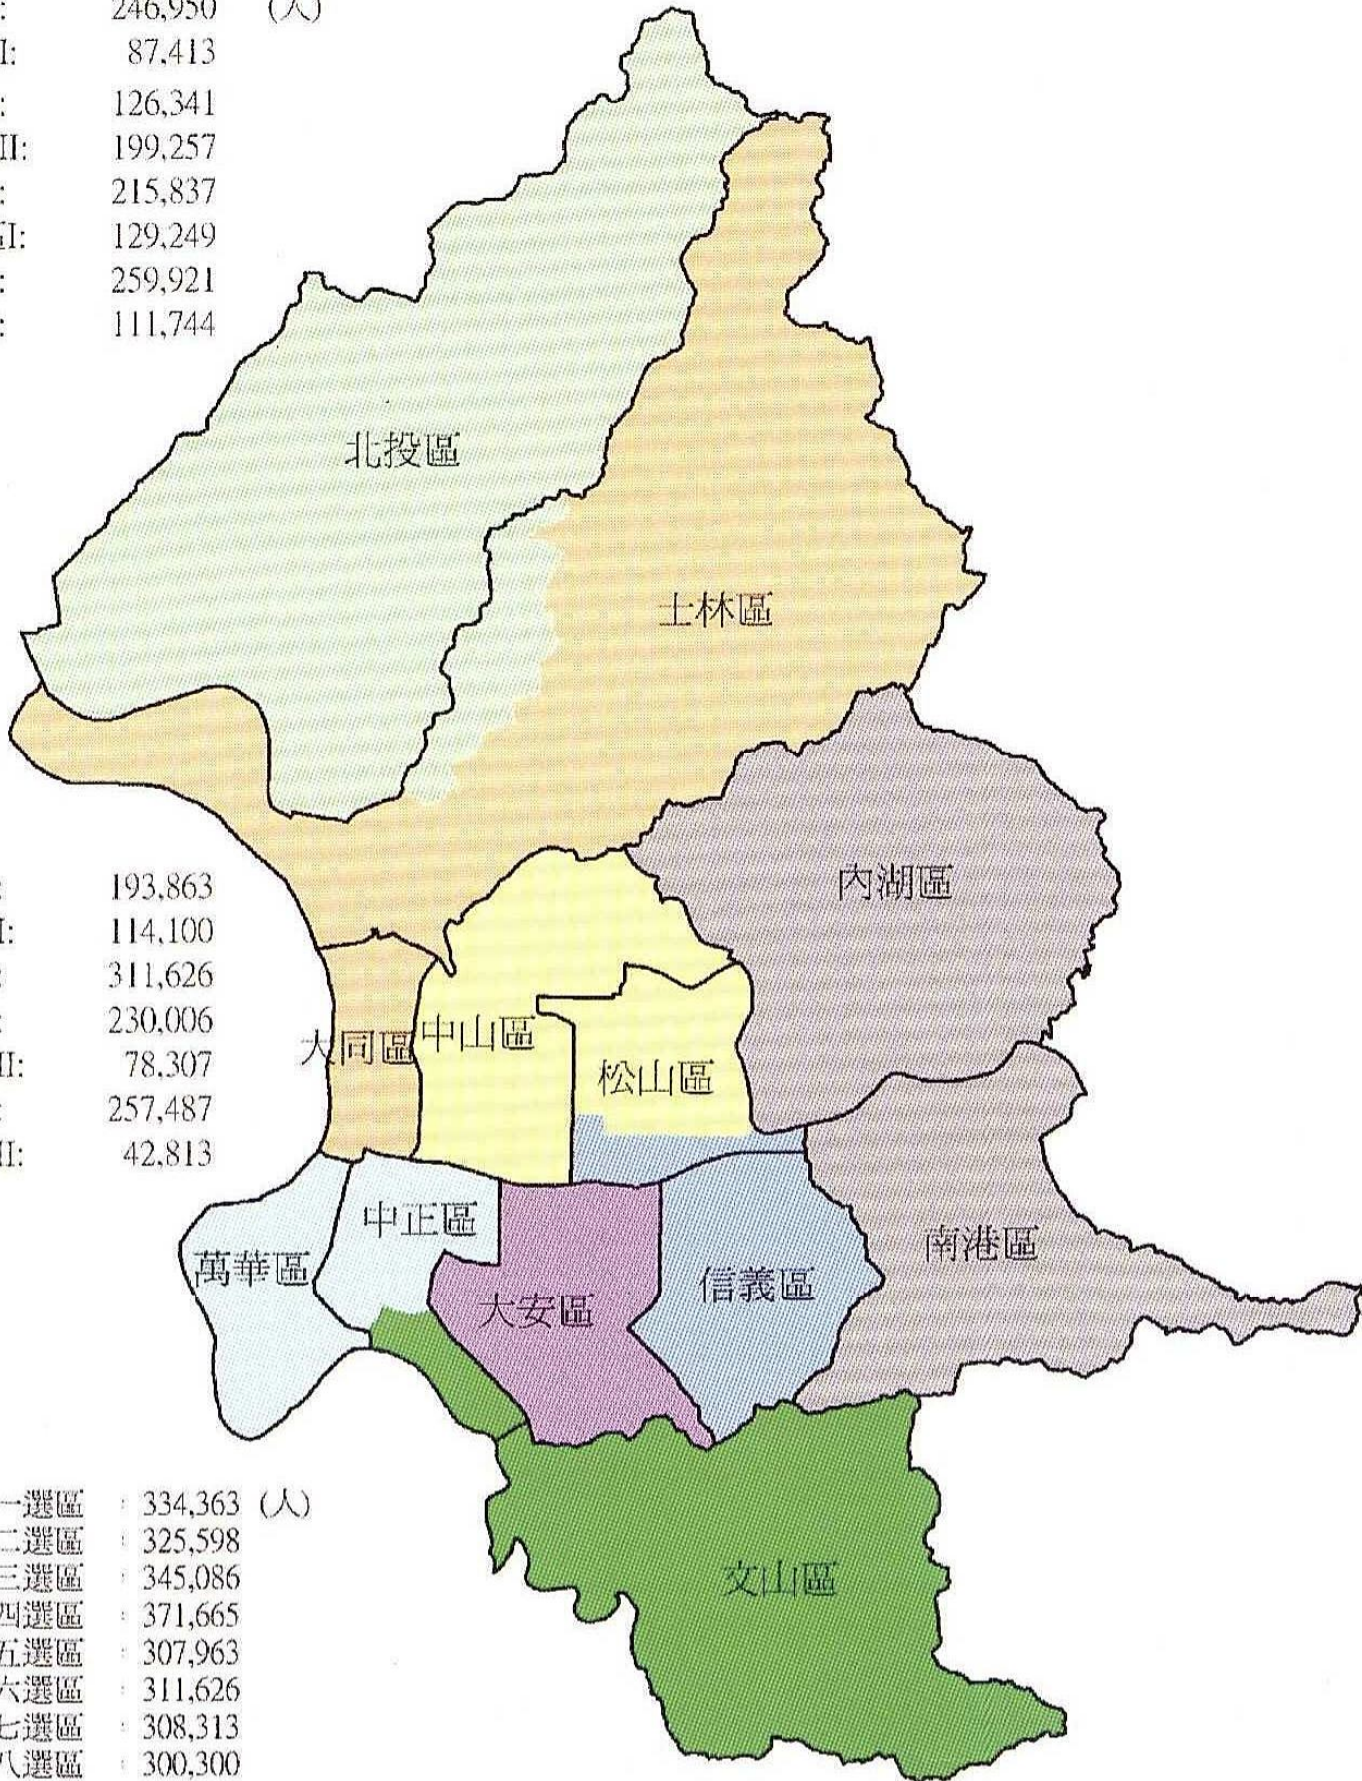 : 246,950 (人)
I: 87,413
: 126,341
II: 199,257
: 215,837
區I: 129,249
: 259,921
: 111,744
北投區
士林區
內湖區
: 193,863
I: 114,100
: 311,626
: 230,006
II: 78,307
: 257,487
II: 42,813
大同區
中山區
松山區
中正區
萬華區
大安區
信義區
南港區
文山區
一選區 : 334,363 (人)
二選區 : 325,598
三選區 : 345,086
四選區 : 371,665
五選區 : 307,963
六選區 : 311,626
七選區 : 308,313
八選區 : 300,300